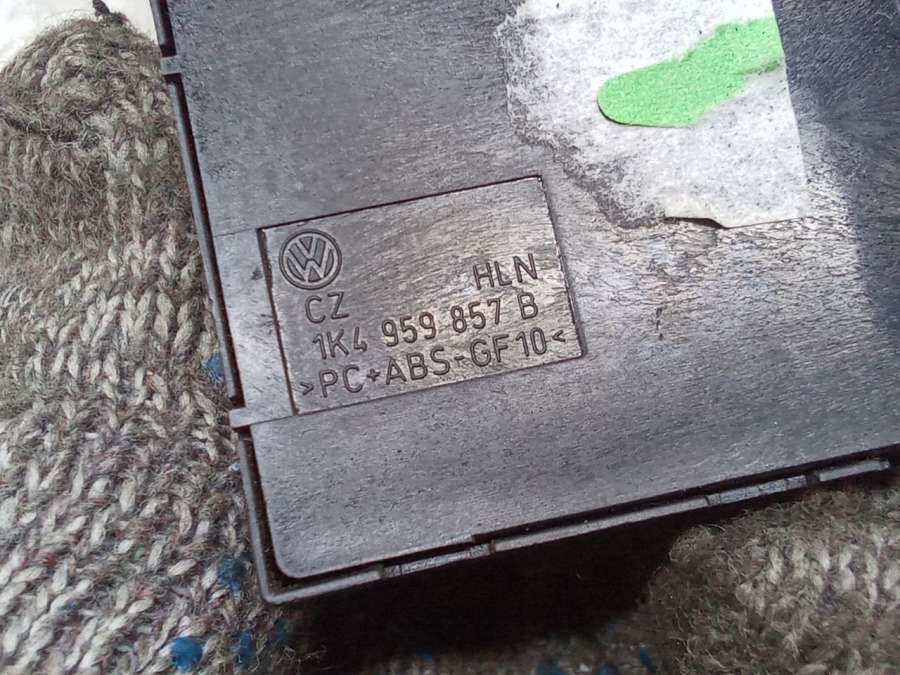 HLN
CZ
1K4 959 857 B
>PC+ABS-GF10<